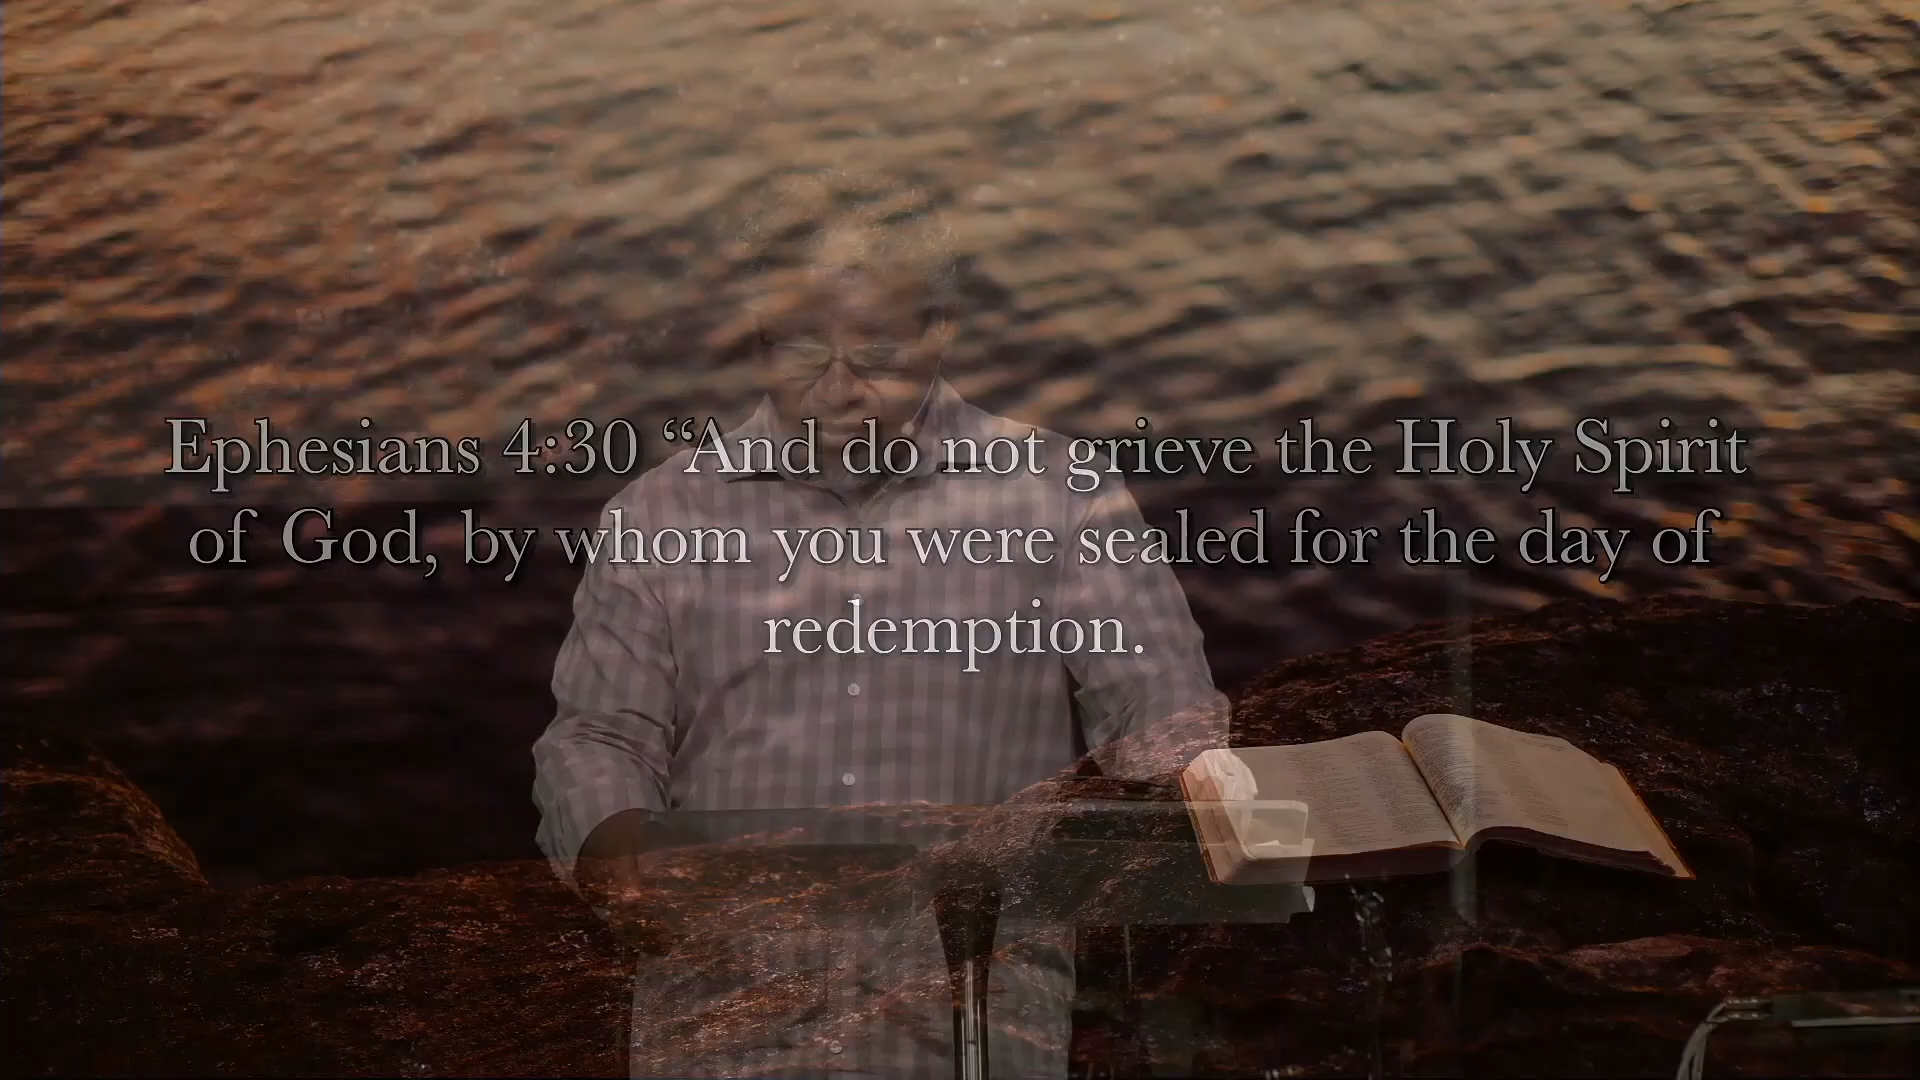 Ephesians 4:30 “And do not grieve the Holy Spirit
of God, by whom you were sealed for the day of
redemption.